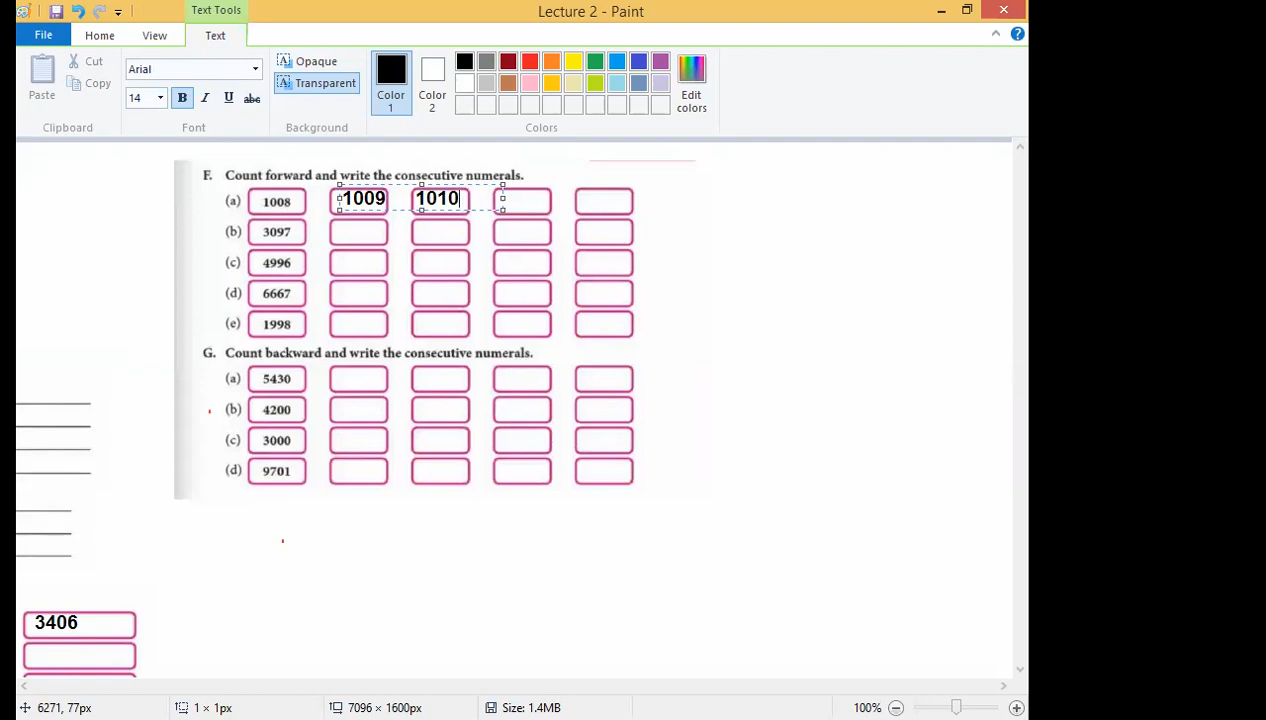 Text Tools
Lecture 2 - Paint
File Home View Text
Paste
Cut
Copy
Clipboard
Arial
14 B I U abc
Font
Opaque
Transparent
Background
Color 1
Color 2
Edit colors
Colors
F. Count forward and write the consecutive numerals.
(a) 1008 1009 1010
(b) 3097
(c) 4996
(d) 6667
(e) 1998
G. Count backward and write the consecutive numerals.
(a) 5430
(b) 4200
(c) 3000
(d) 9701
3406
6271, 77px 1 × 1px 7096 × 1600px Size: 1.4MB 100%